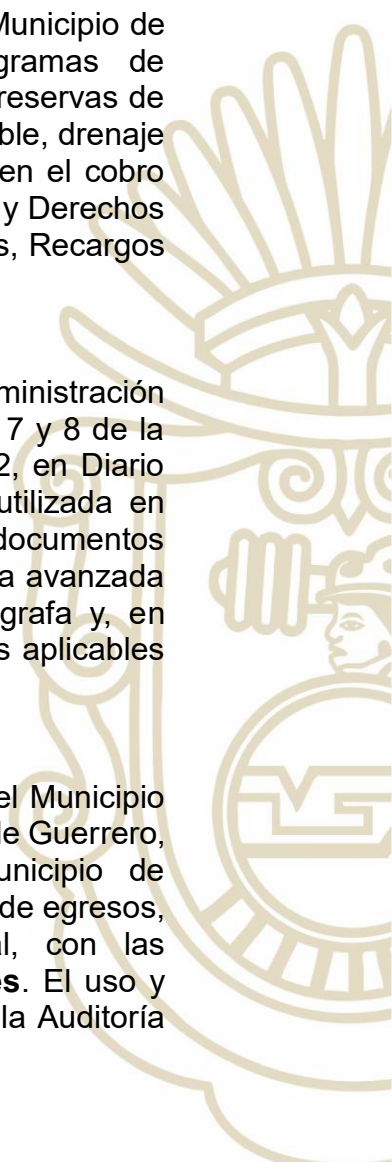 Municipio de
gramas de
reservas de
ble, drenaje
en el cobro
y Derechos
s, Recargos
ministración
7 y 8 de la
2, en Diario
utilizada en
documentos
a avanzada
grafa y, en
s aplicables
el Municipio
de Guerrero,
unicipio de
de egresos,
l, con las
es. El uso y
la Auditoría